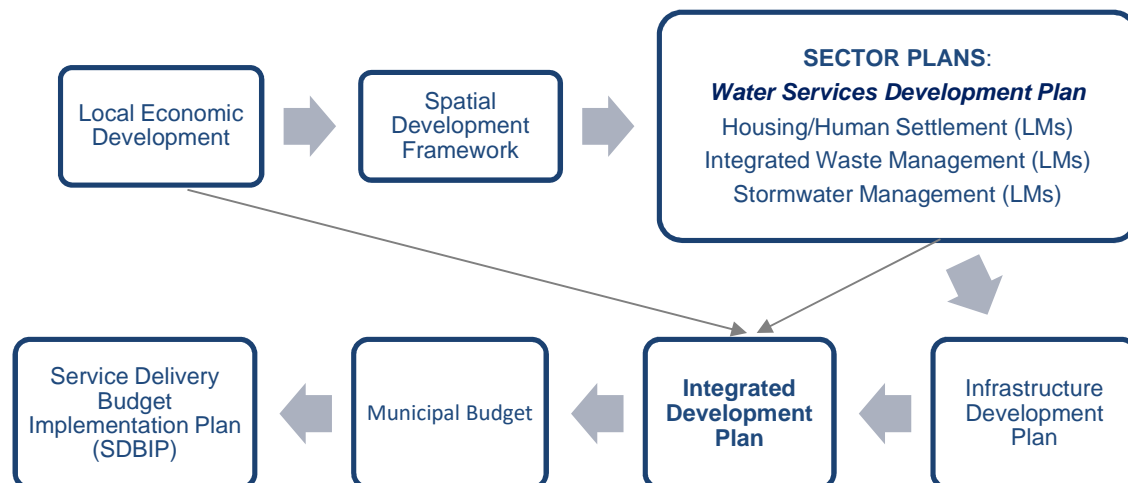 Local Economic
Development
Spatial
Development
Framework
SECTOR PLANS:
Water Services Development Plan
Housing/Human Settlement (LMs)
Integrated Waste Management (LMs)
Stormwater Management (LMs)
Service Delivery
Budget
Implementation Plan
(SDBIP)
Municipal Budget
Integrated
Development
Plan
Infrastructure
Development
Plan